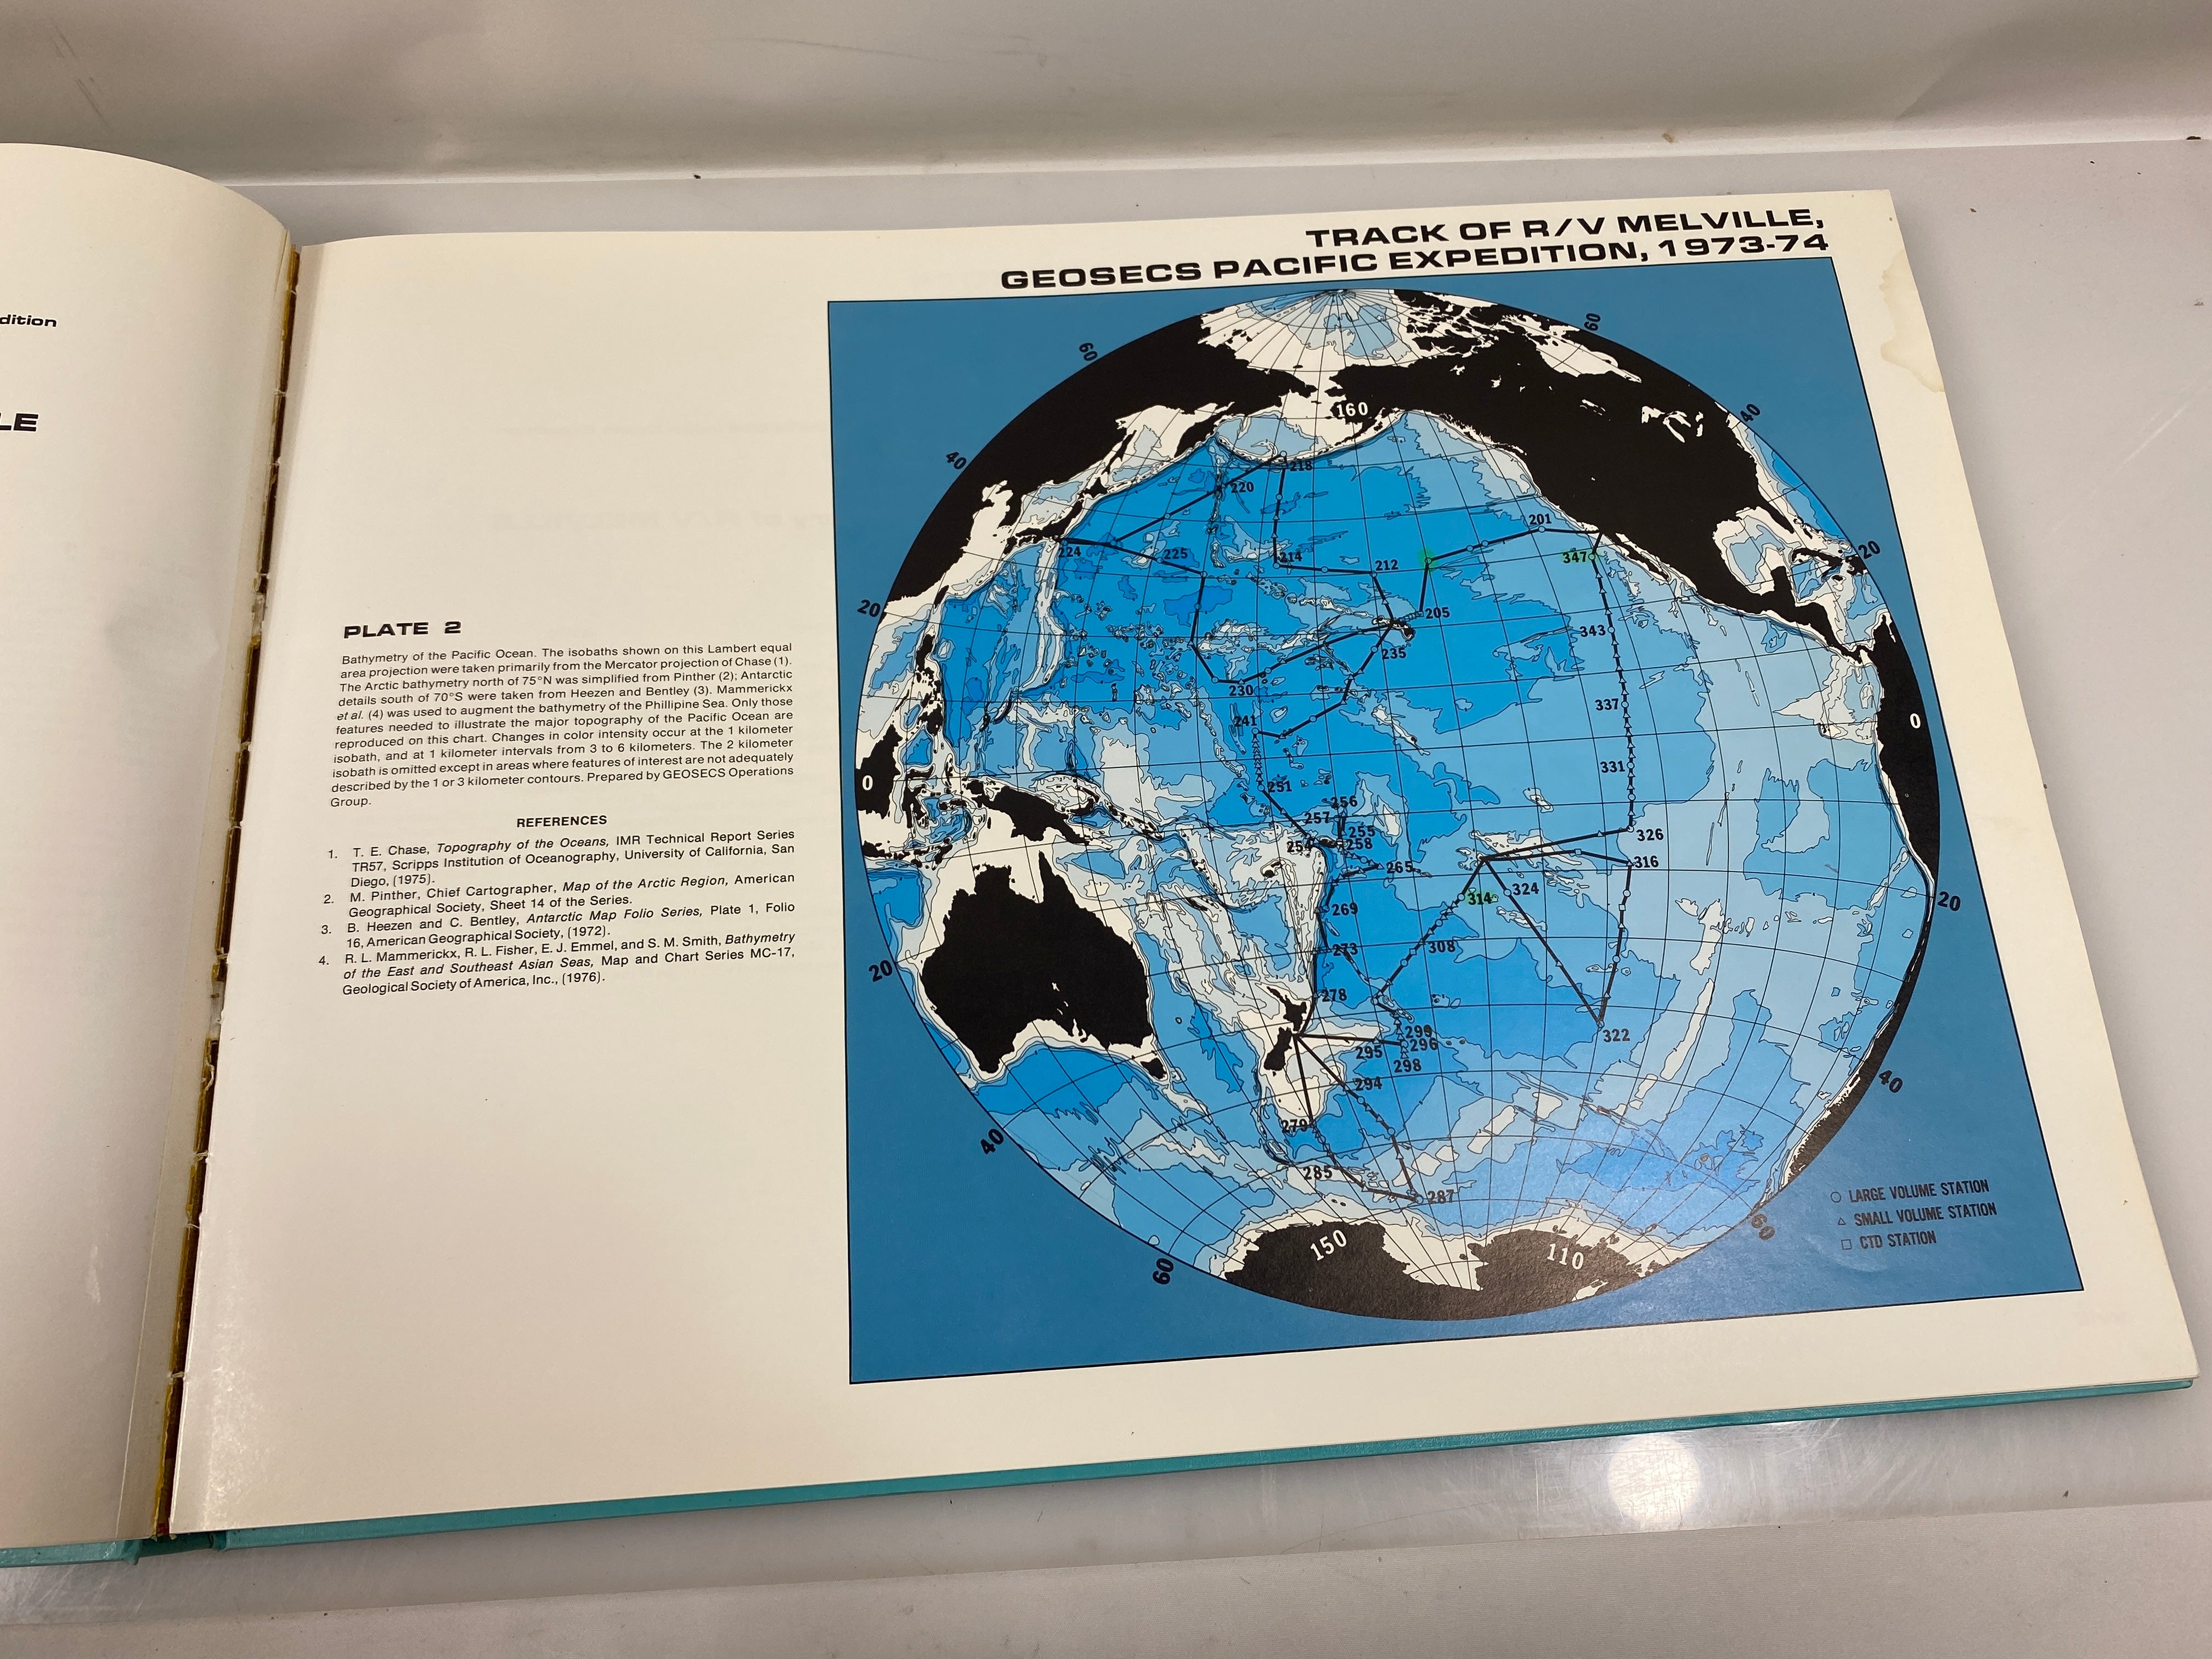 dition
LE
TRACK OF R/V MELVILLE,
GEOSECS PACIFIC EXPEDITION, 1973-74
PLATE 2
Bathymetry of the Pacific Ocean. The isobaths shown on this Lambert equal
area projection were taken primarily from the Mercator projection of Chase (1).
The Arctic bathymetry north of 75°N was simplified from Pinther (2); Antarctic
details south of 70°S were taken from Heezen and Bentley (3). Mammerickx
et al. (4) was used to augment the bathymetry of the Phillipine Sea. Only those
features needed to illustrate the major topography of the Pacific Ocean are
reproduced on this chart. Changes in color intensity occur at the 1 kilometer
isobath, and at 1 kilometer intervals from 3 to 6 kilometers. The 2 kilometer
isobath is omitted except in areas where features of interest are not adequately
described by the 1 or 3 kilometer contours. Prepared by GEOSECS Operations
Group.
REFERENCES
1. T. E. Chase, Topography of the Oceans, IMR Technical Report Series
TR57, Scripps Institution of Oceanography, University of California, San
Diego, (1975).
2. M. Pinther, Chief Cartographer, Map of the Arctic Region, American
Geographical Society, Sheet 14 of the Series.
3. B. Heezen and C. Bentley, Antarctic Map Folio Series, Plate 1, Folio
16, American Geographical Society, (1972).
4. R. L. Mammerickx, R. L. Fisher, E. J. Emmel, and S. M. Smith, Bathymetry
of the East and Southeast Asian Seas, Map and Chart Series MC-17,
Geological Society of America, Inc., (1976).
60
60
160
40
40
218
220
201
224
225
214
212
347
20
20
205
343
235
230
337
241
0
0
331
251
256
257
255
326
254
258
316
265
324
314
20
269
308
273
20
278
299
322
295
296
298
294
40
279
40
285
287
60
150
110
60
LARGE VOLUME STATION
SMALL VOLUME STATION
CTD STATION